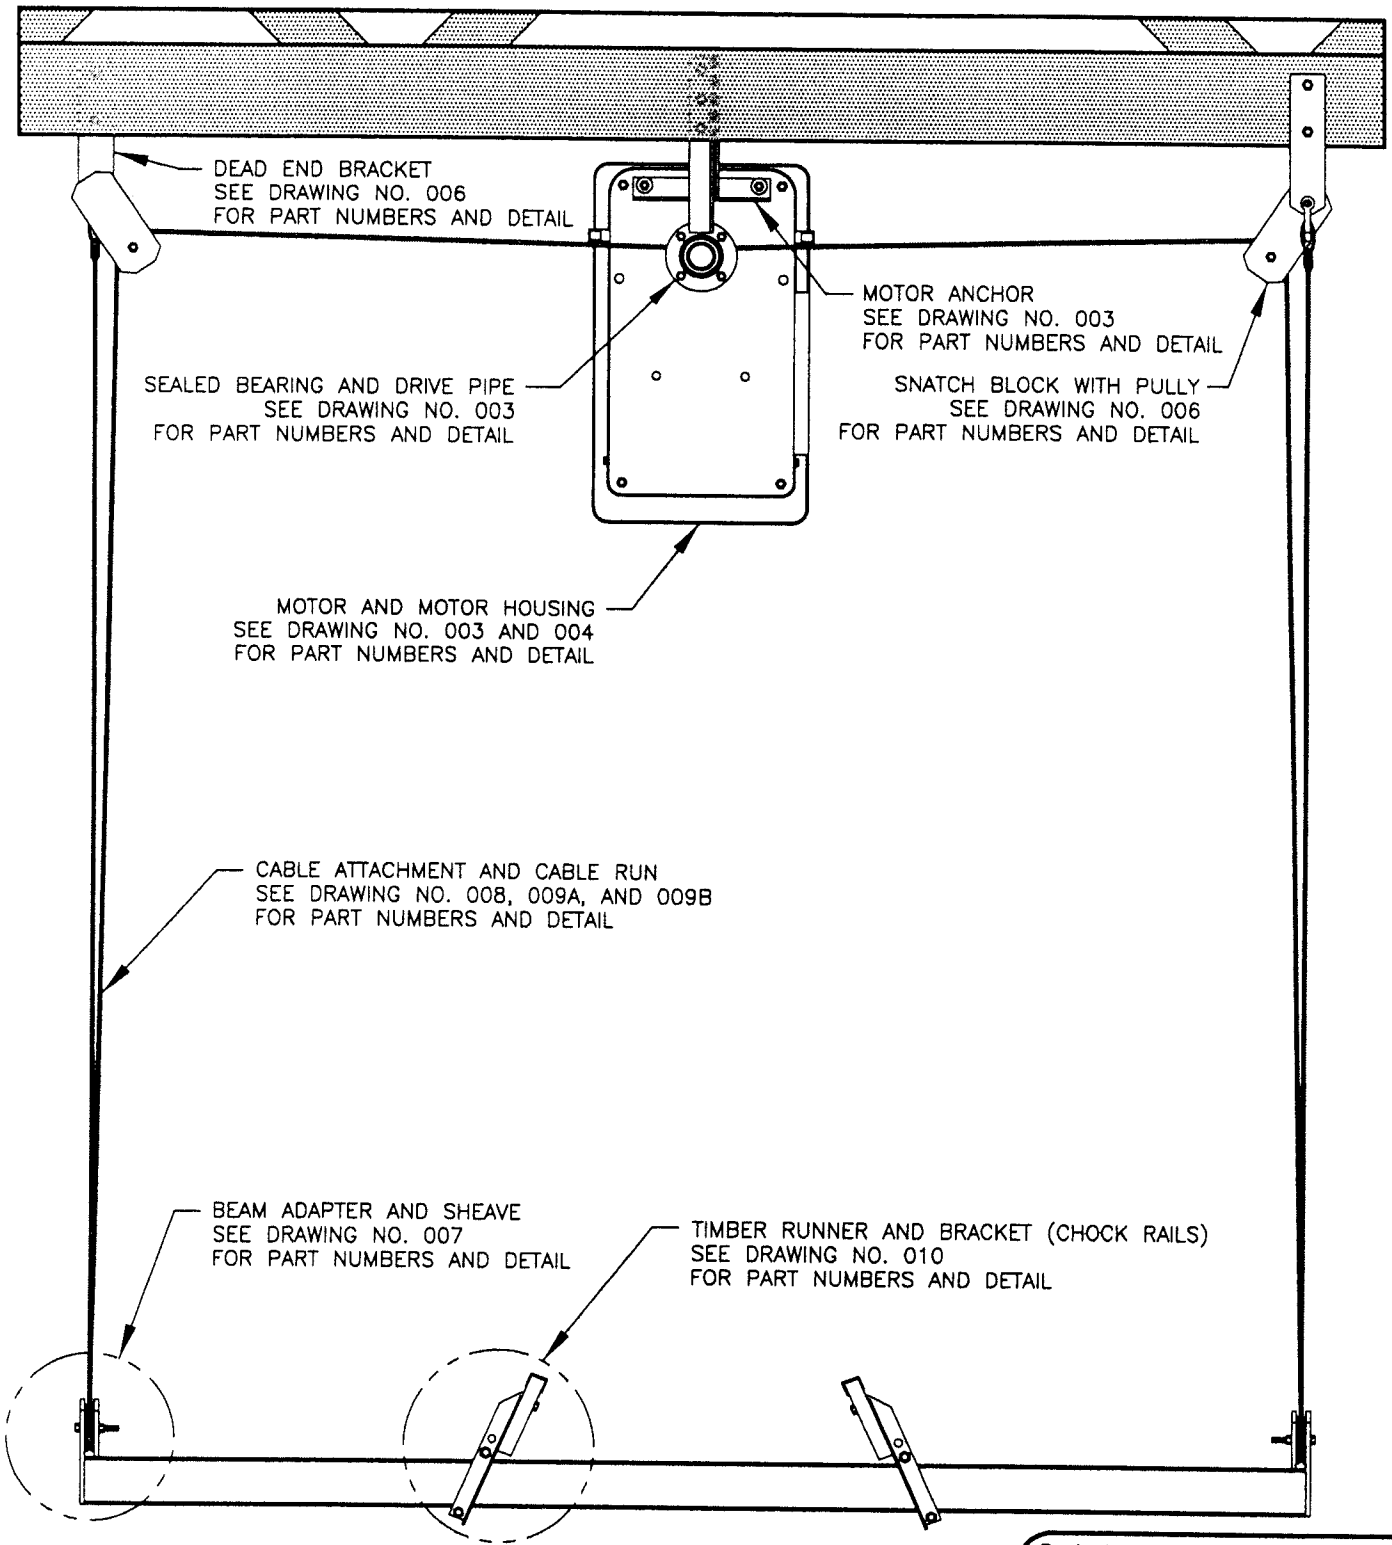 DEAD END BRACKET
SEE DRAWING NO. 006
FOR PART NUMBERS AND DETAIL
MOTOR ANCHOR
SEE DRAWING NO. 003
FOR PART NUMBERS AND DETAIL
SEALED BEARING AND DRIVE PIPE
SEE DRAWING NO. 003
FOR PART NUMBERS AND DETAIL
SNATCH BLOCK WITH PULLY
SEE DRAWING NO. 006
FOR PART NUMBERS AND DETAIL
MOTOR AND MOTOR HOUSING
SEE DRAWING NO. 003 AND 004
FOR PART NUMBERS AND DETAIL
CABLE ATTACHMENT AND CABLE RUN
SEE DRAWING NO. 008, 009A, AND 009B
FOR PART NUMBERS AND DETAIL
BEAM ADAPTER AND SHEAVE
SEE DRAWING NO. 007
FOR PART NUMBERS AND DETAIL
TIMBER RUNNER AND BRACKET (CHOCK RAILS)
SEE DRAWING NO. 010
FOR PART NUMBERS AND DETAIL